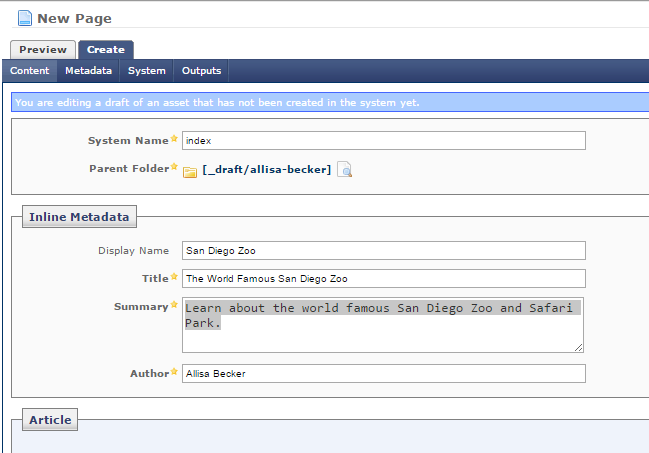 New Page
Preview Create
Content Metadata System Outputs
You are editing a draft of an asset that has not been created in the system yet.
System Name index
Parent Folder [_draft/allisa-becker]
Inline Metadata
Display Name San Diego Zoo
Title The World Famous San Diego Zoo
Summary Learn about the world famous San Diego Zoo and Safari
Park.
Author Allisa Becker
Article